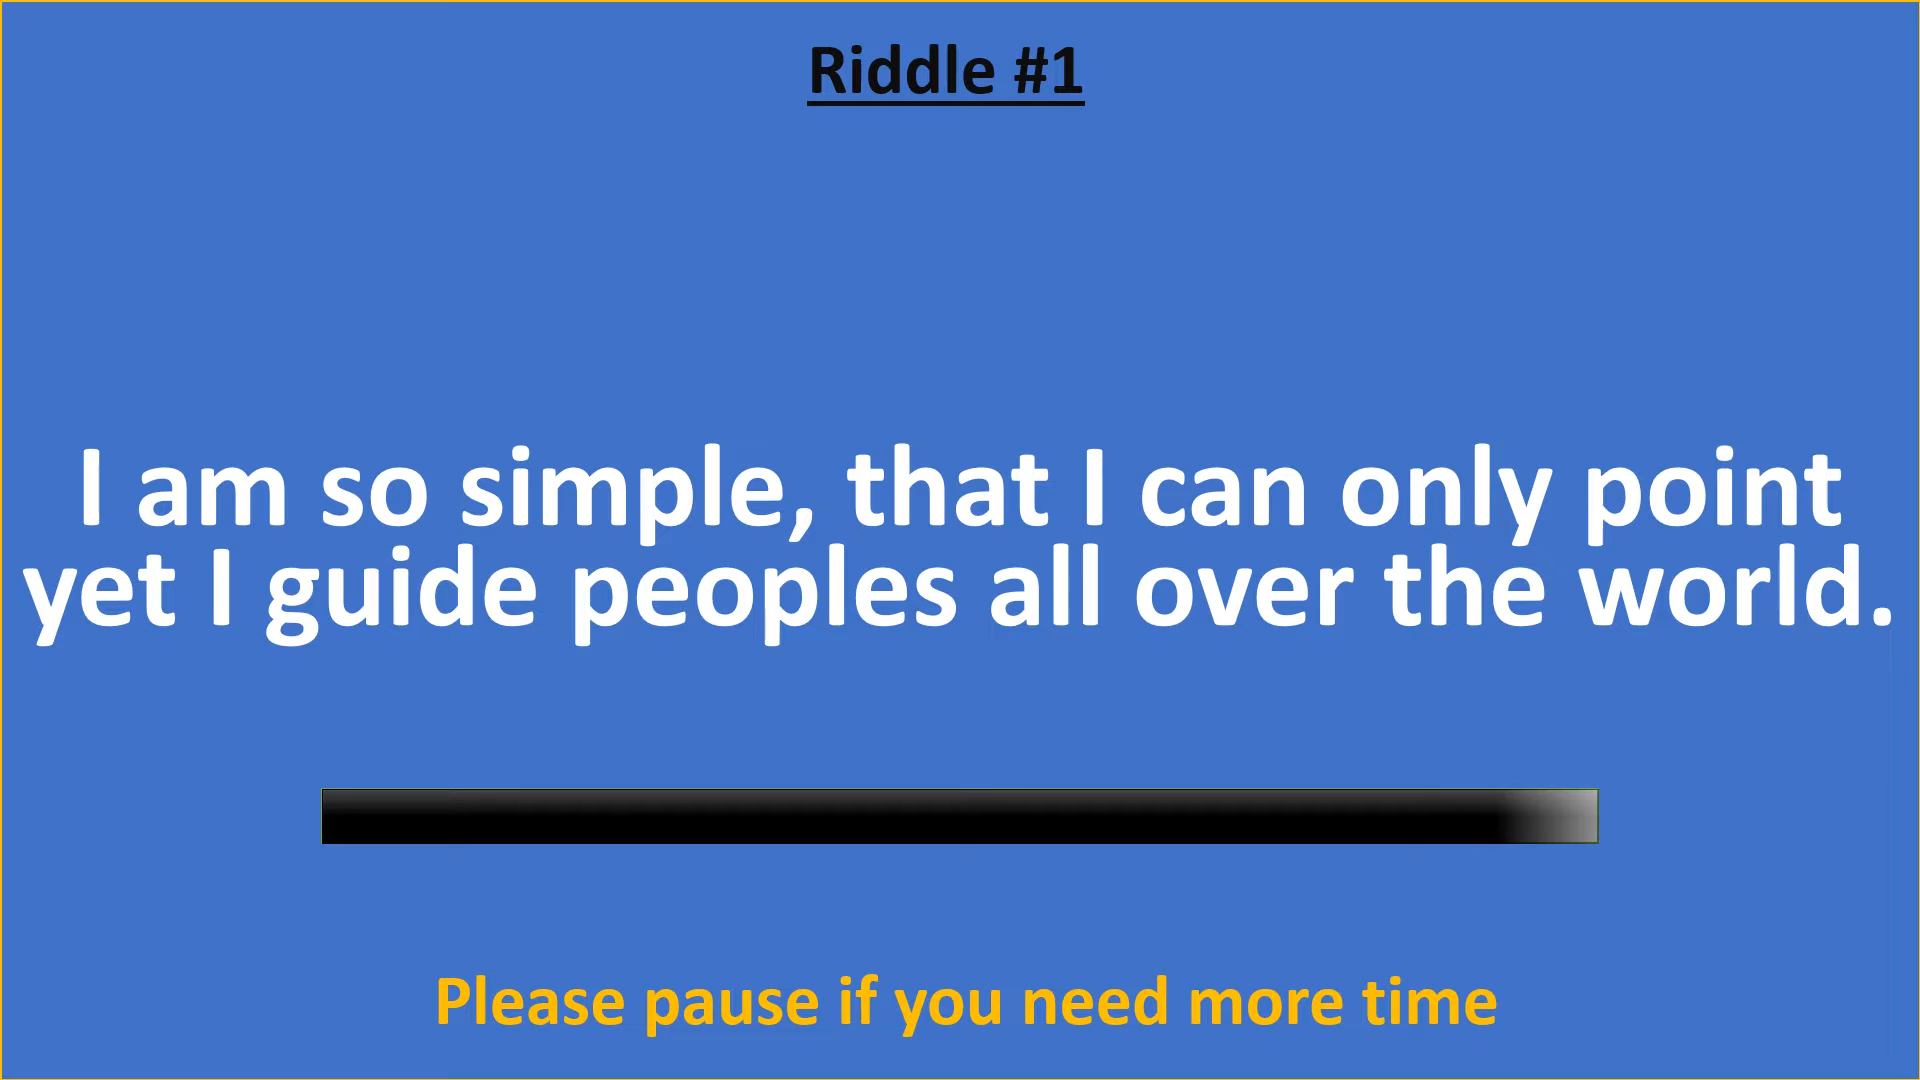 Riddle #1
I am so simple, that I can only point
yet I guide peoples all over the world.
Please pause if you need more time